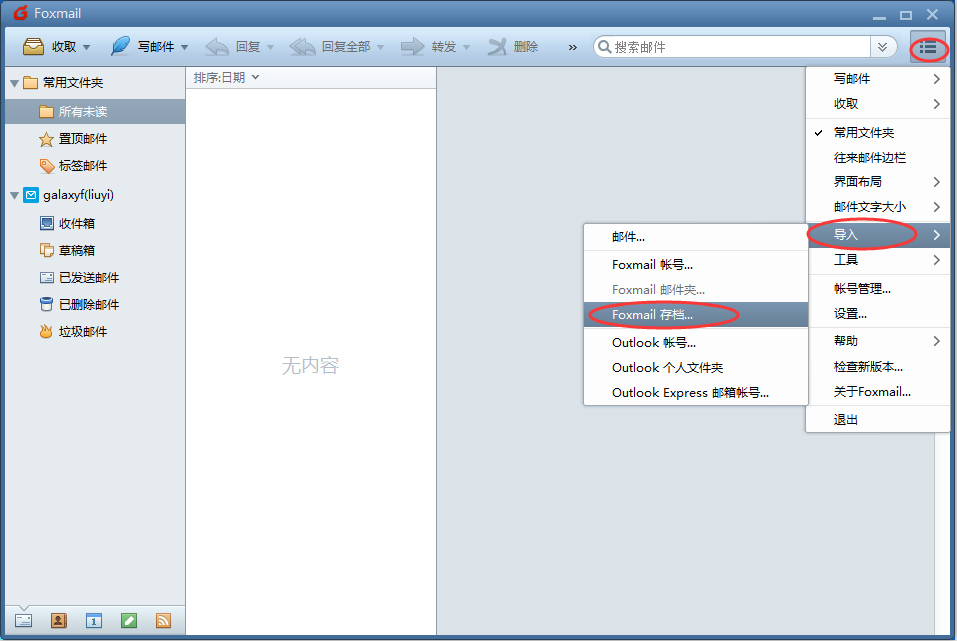 Foxmail
收取 写邮件 回复 回复全部 转发 删除 » 搜索邮件
常用文件夹
所有未读
置顶邮件
标签邮件
galaxyf(liuyi)
收件箱
草稿箱
已发送邮件
已删除邮件
垃圾邮件
1
排序:日期
无内容
写邮件
收取
常用文件夹
往来邮件边栏
界面布局
邮件文字大小
导入
工具
帐号管理...
设置...
帮助
检查新版本...
关于Foxmail...
退出
邮件...
Foxmail 帐号...
Foxmail 邮件夹...
Foxmail 存档...
Outlook 帐号...
Outlook 个人文件夹
Outlook Express 邮箱帐号...